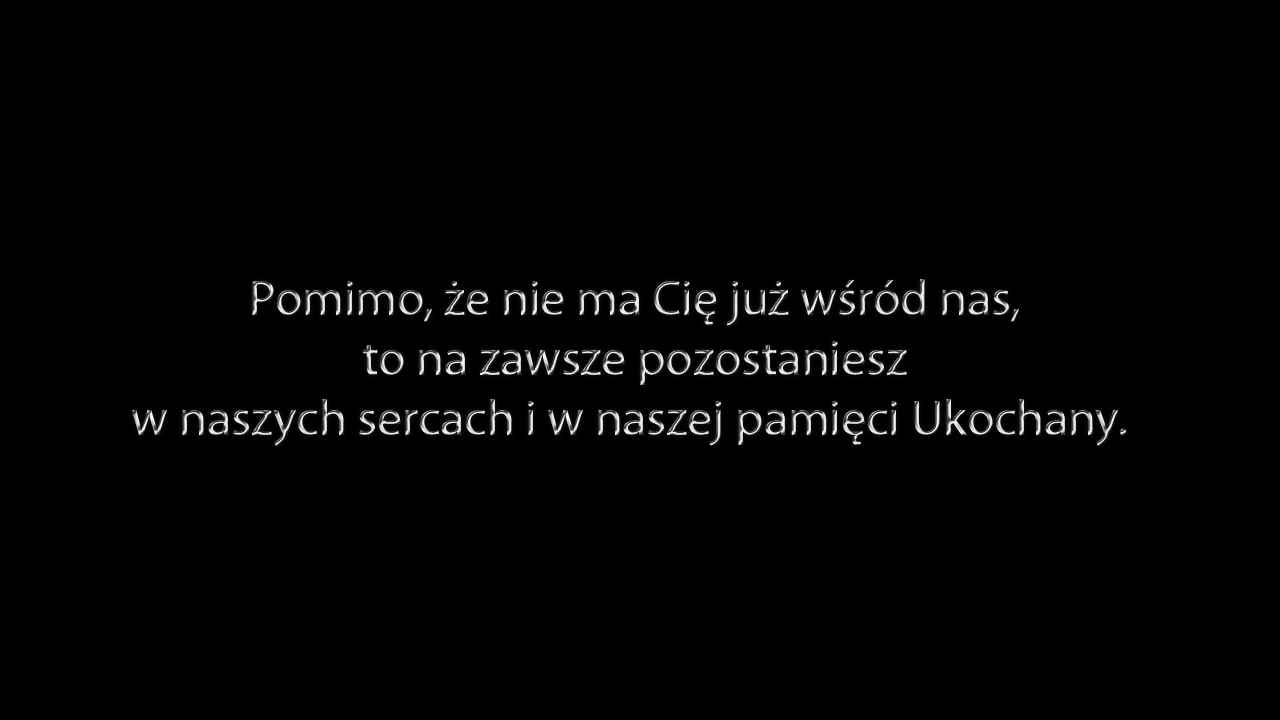 Pomimo, że nie ma Cię już wśród nas,
to na zawsze pozostaniesz
w naszych sercach i w naszej pamięci Ukochany.